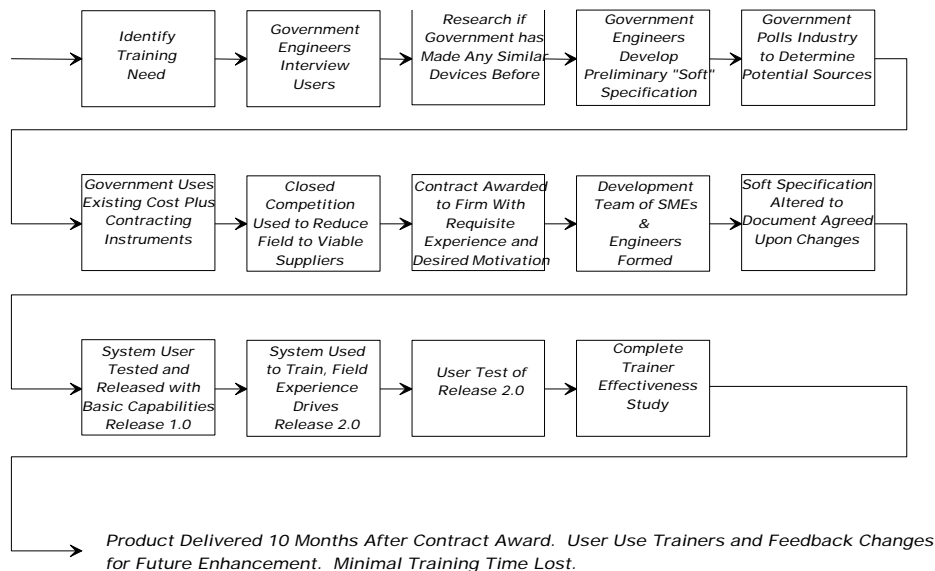 Identify
Training
Need
Government
Engineers
Interview
Users
Research if
Government has
Made Any Similar
Devices Before
Government
Engineers
Develop
Preliminary "Soft"
Specification
Government
Polls Industry
to Determine
Potential Sources
Government Uses
Existing Cost Plus
Contracting
Instruments
Closed
Competition
Used to Reduce
Field to Viable
Suppliers
Contract Awarded
to Firm With
Requisite
Experience and
Desired Motivation
Development
Team of SMEs
&
Engineers
Formed
Soft Specification
Altered to
Document Agreed
Upon Changes
System User
Tested and
Released with
Basic Capabilities
Release 1.0
System Used
to Train, Field
Experience
Drives
Release 2.0
User Test of
Release 2.0
Complete
Trainer
Effectiveness
Study
Product Delivered 10 Months After Contract Award. User Use Trainers and Feedback Changes
for Future Enhancement. Minimal Training Time Lost.